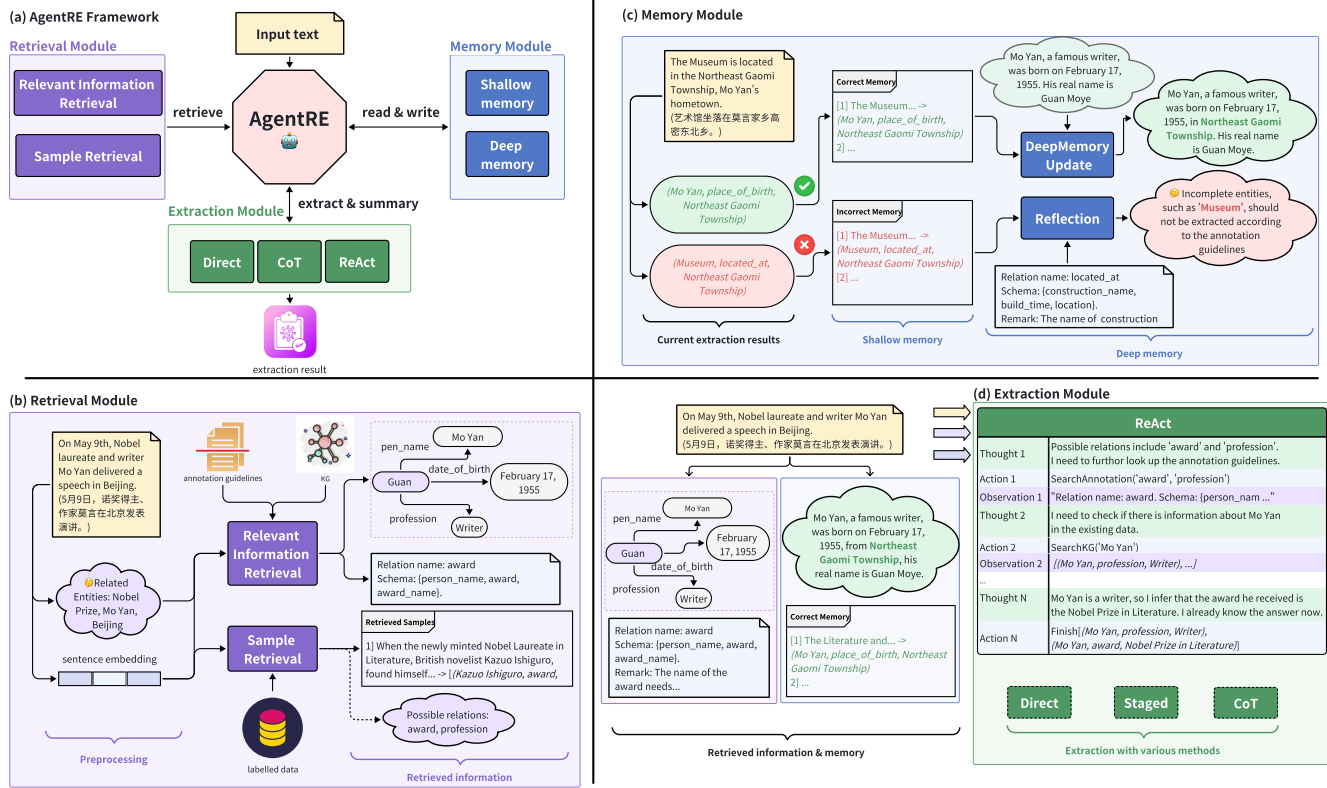 (a) AgentRE Framework
Input text
Retrieval Module
Relevant Information
Retrieval
Sample Retrieval
retrieve
AgentRE
read & write
Memory Module
Shallow
memory
Deep
memory
extract & summary
Extraction Module
Direct
CoT
ReAct
extraction result
(c) Memory Module
The Museum is located
in the Northeast Gaomi
Township, Mo Yan's
hometown.
(艺术馆坐落在莫言家乡高
密东北乡。)
(Mo Yan, place_of_birth,
Northeast Gaomi
Township)
(Museum, located_at,
Northeast Gaomi
Township)
Current extraction results
Correct Memory
[1] The Museum... ->
(Mo Yan, place_of_birth,
Northeast Gaomi Township)
2] ...
Incorrect Memory
[1] The Museum... ->
(Museum, located_at,
Northeast Gaomi Township)
[2] ...
Shallow memory
Mo Yan, a famous writer,
was born on February 17,
1955. His real name is
Guan Moye
DeepMemory
Update
Mo Yan, a famous writer,
was born on February 17,
1955, in Northeast Gaomi
Township. His real name
is Guan Moye.
Reflection
Incomplete entities,
such as 'Museum', should
not be extracted according
to the annotation
guidelines
Relation name: located_at
Schema: {construction_name,
build_time, location}.
Remark: The name of construction
Deep memory
(b) Retrieval Module
On May 9th, Nobel
laureate and writer
Mo Yan delivered a
speech in Beijing.
(5月9日，诺奖得主、
作家莫言在北京发表
演讲。)
Related
Entities: Nobel
Prize, Mo Yan,
Beijing
sentence embedding
Preprocessing
annotation guidelines
KG
Relevant
Information
Retrieval
Sample
Retrieval
labelled data
pen_name
Mo Yan
date_of_birth
Guan
February 17,
1955
profession
Writer
Relation name: award
Schema: {person_name, award,
award_name}.
Retrieved Samples
1] When the newly minted Nobel Laureate in
Literature, British novelist Kazuo Ishiguro,
found himself... -> [(Kazuo Ishiguro, award,
Possible relations:
award, profession
Retrieved information
On May 9th, Nobel laureate and writer Mo Yan
delivered a speech in Beijing.
(5月9日，诺奖得主、作家莫言在北京发表演讲。)
pen_name
Mo Yan
Guan
February
17, 1955
date_of_birth
profession
Writer
Relation name: award
Schema: {person_name, award,
award_name}.
Remark: The name of the
award needs...
Mo Yan, a famous writer,
was born on February 17,
1955, from Northeast
Gaomi Township, his
real name is Guan Moye.
Correct Memory
[1] The Literature and... ->
(Mo Yan, place_of_birth, Northeast
Gaomi Township)
2] ...
Retrieved information & memory
(d) Extraction Module
ReAct
Thought 1
Possible relations include 'award' and 'profession'.
I need to furthor look up the annotation guidelines.
Action 1
SearchAnnotation('award', 'profession')
Observation 1
"Relation name: award. Schema: {person_nam ..."
Thought 2
I need to check if there is information about Mo Yan
in the existing data.
Action 2
SearchKG('Mo Yan')
Observation 2
[(Mo Yan, profession, Writer), ...]
...
Thought N
Mo Yan is a writer, so I infer that the award he received is
the Nobel Prize in Literature. I already know the answer now.
Action N
Finish[(Mo Yan, profession, Writer),
(Mo Yan, award, Nobel Prize in Literature)]
Direct
Staged
CoT
Extraction with various methods